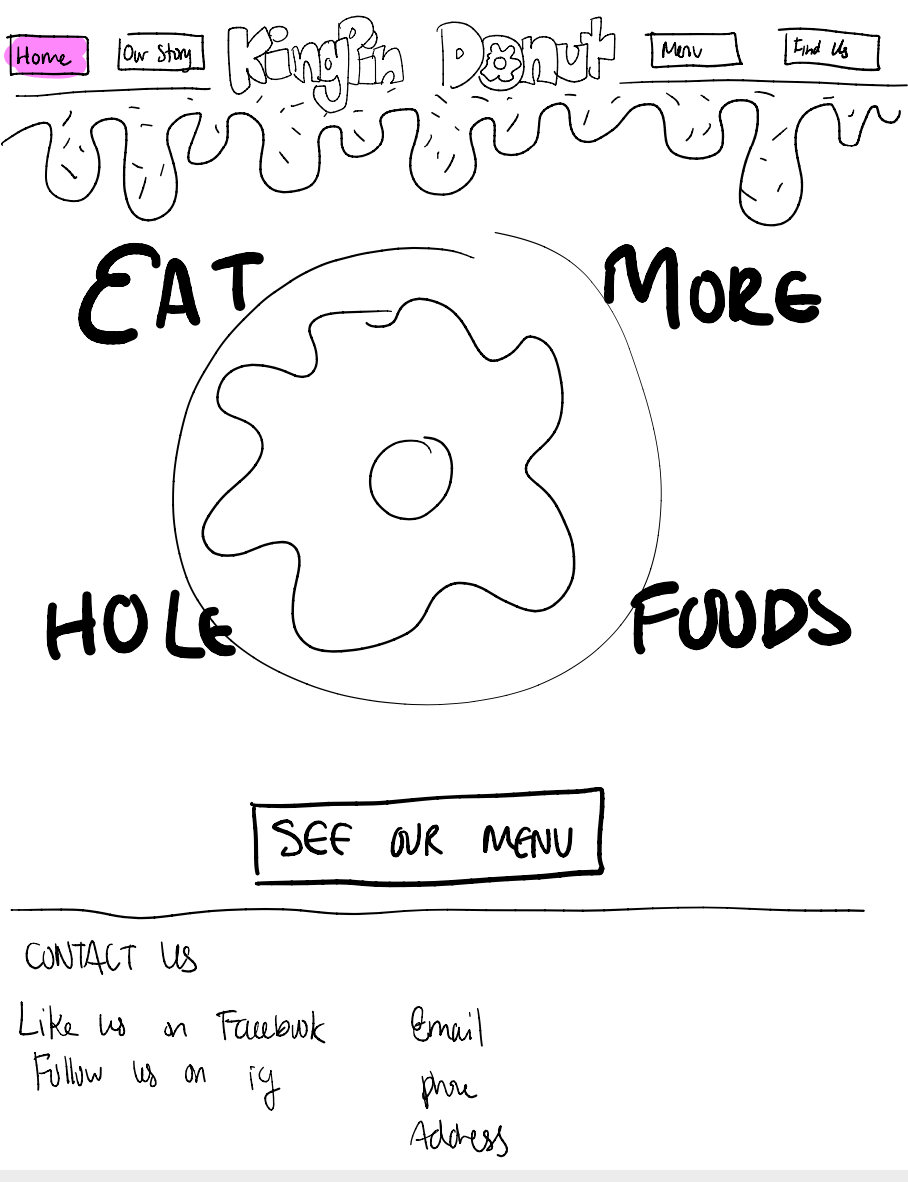 Home Our Story KingPin Donut Menu Find Us
EAT MORE
HOLE FOODS
SEE OUR MENU
CONTACT US
Like us on Facebook Email
Follow us on ig phone
Address